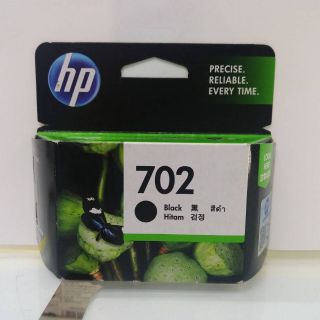 hp
PRECISE.
RELIABLE.
EVERY TIME.
702
Black 黑 สีดำ
Hitam 검정